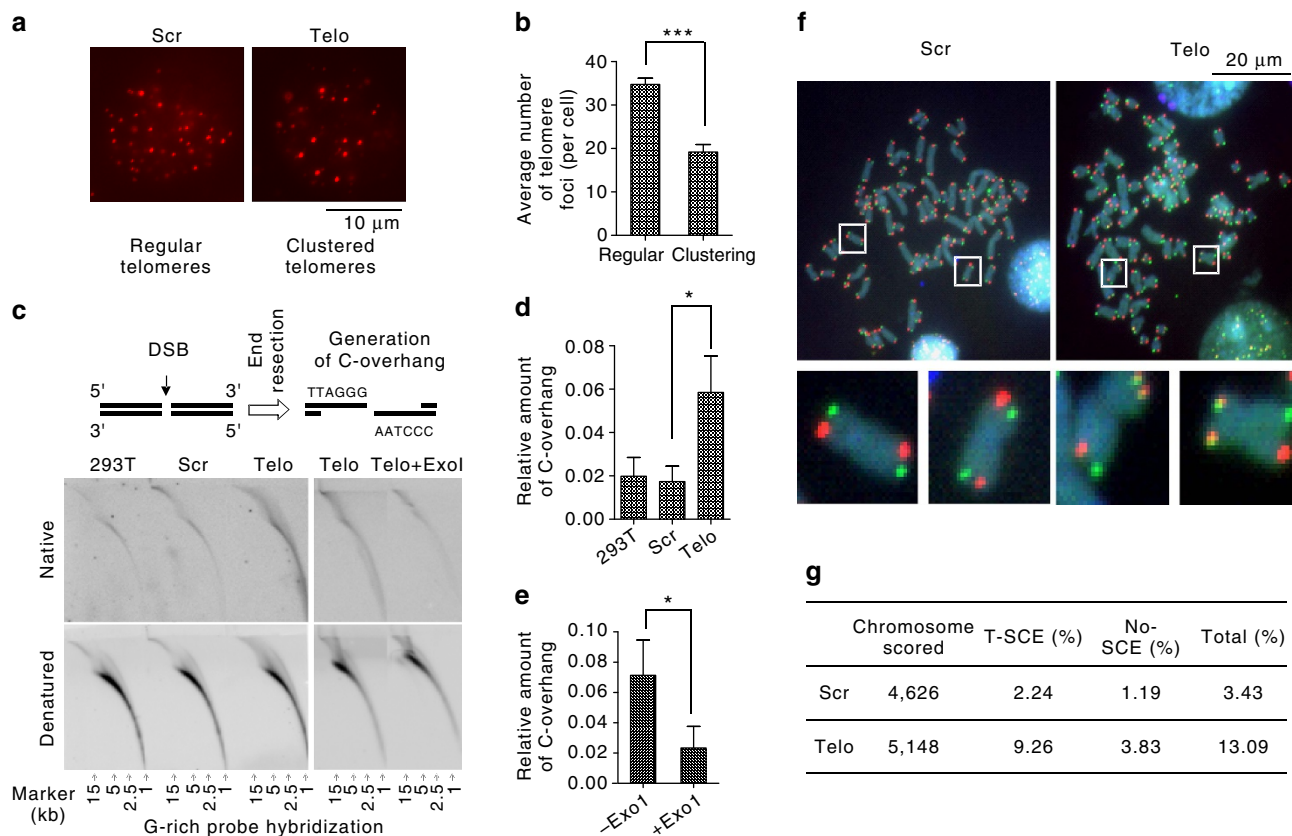 a
Scr
Telo
10 μm
Regular
telomeres
Clustered
telomeres
b
***
Average number
of telomere
foci (per cell)
40
30
20
10
0
Regular
Clustering
c
DSB
End
resection
Generation
of C-overhang
5'
3'
TTAGGG
3'
5'
AATCCC
293T
Scr
Telo
Telo
Telo+ExoI
Native
Denatured
Marker
(kb)
15
5
2.5
1
15
5
2.5
1
15
5
2.5
1
15
5
2.5
1
15
5
2.5
1
G-rich probe hybridization
d
*
Relative amount
of C-overhang
0.08
0.06
0.04
0.02
0.00
293T
Scr
Telo
e
*
Relative amount
of C-overhang
0.10
0.08
0.06
0.04
0.02
0.00
–Exo1
+Exo1
f
Scr
Telo
20 μm
g
Chromosome
scored
T-SCE (%)
No-
SCE (%)
Total (%)
Scr 4,626 2.24 1.19 3.43
Telo 5,148 9.26 3.83 13.09